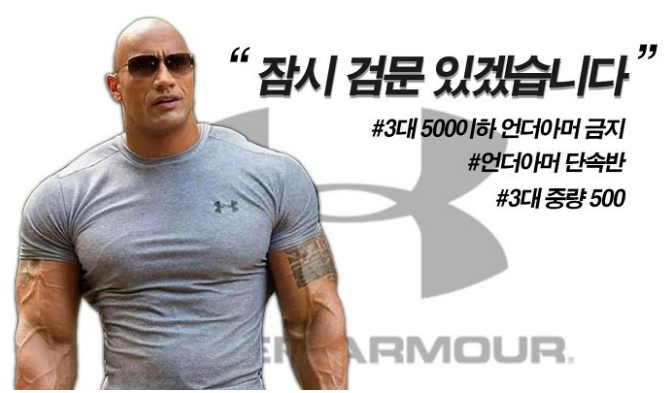 “ 잠시 검문 있겠습니다 ”
#3대 500이하 언더아머 금지
#언더아머 단속반
#3대 중량 500
ARMOUR.